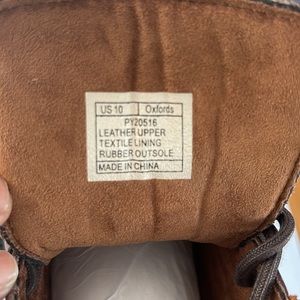 US 10 Oxfords
PY20516
LEATHER UPPER
TEXTILE LINING
RUBBER OUTSOLE
MADE IN CHINA